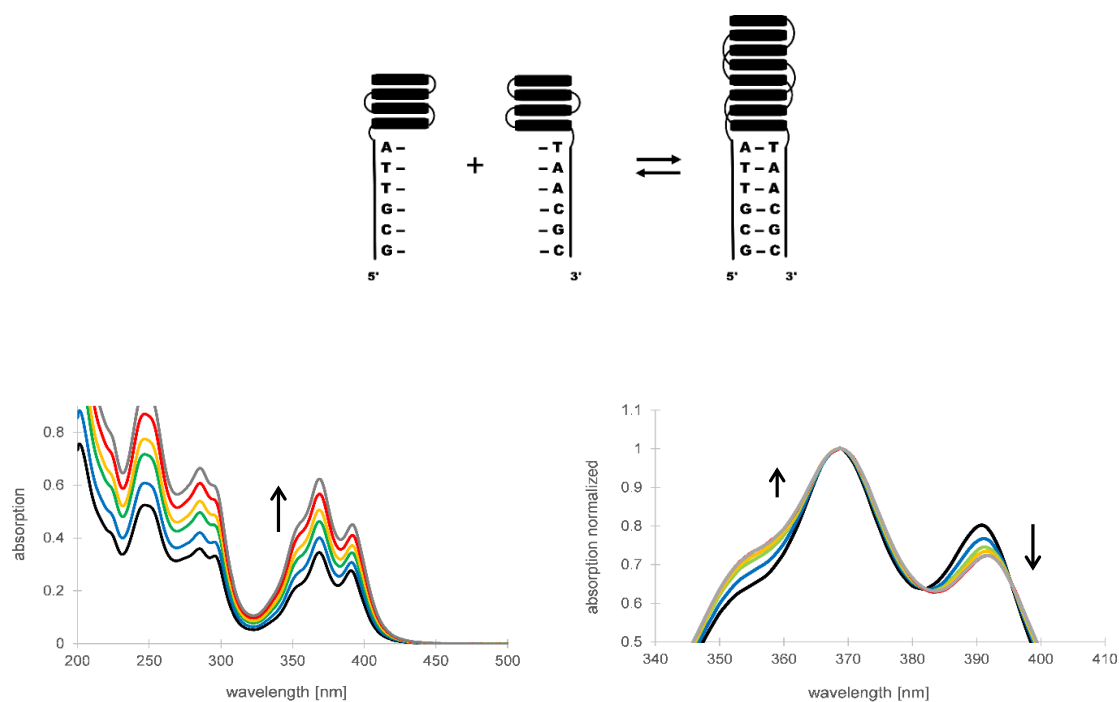 A – – T A – T
+
T – – A T – A
T – – A T – A
G – – C G – C
C – – G C – G
G – – C G – C
5' 3' 5' 3'
0.8
0.6
0.4
0.2
0
absorption
200 250 300 350 400 450 500
wavelength [nm]
1.1
1
0.9
0.8
0.7
0.6
0.5
absorption normalized
340 350 360 370 380 390 400 410
wavelength [nm]